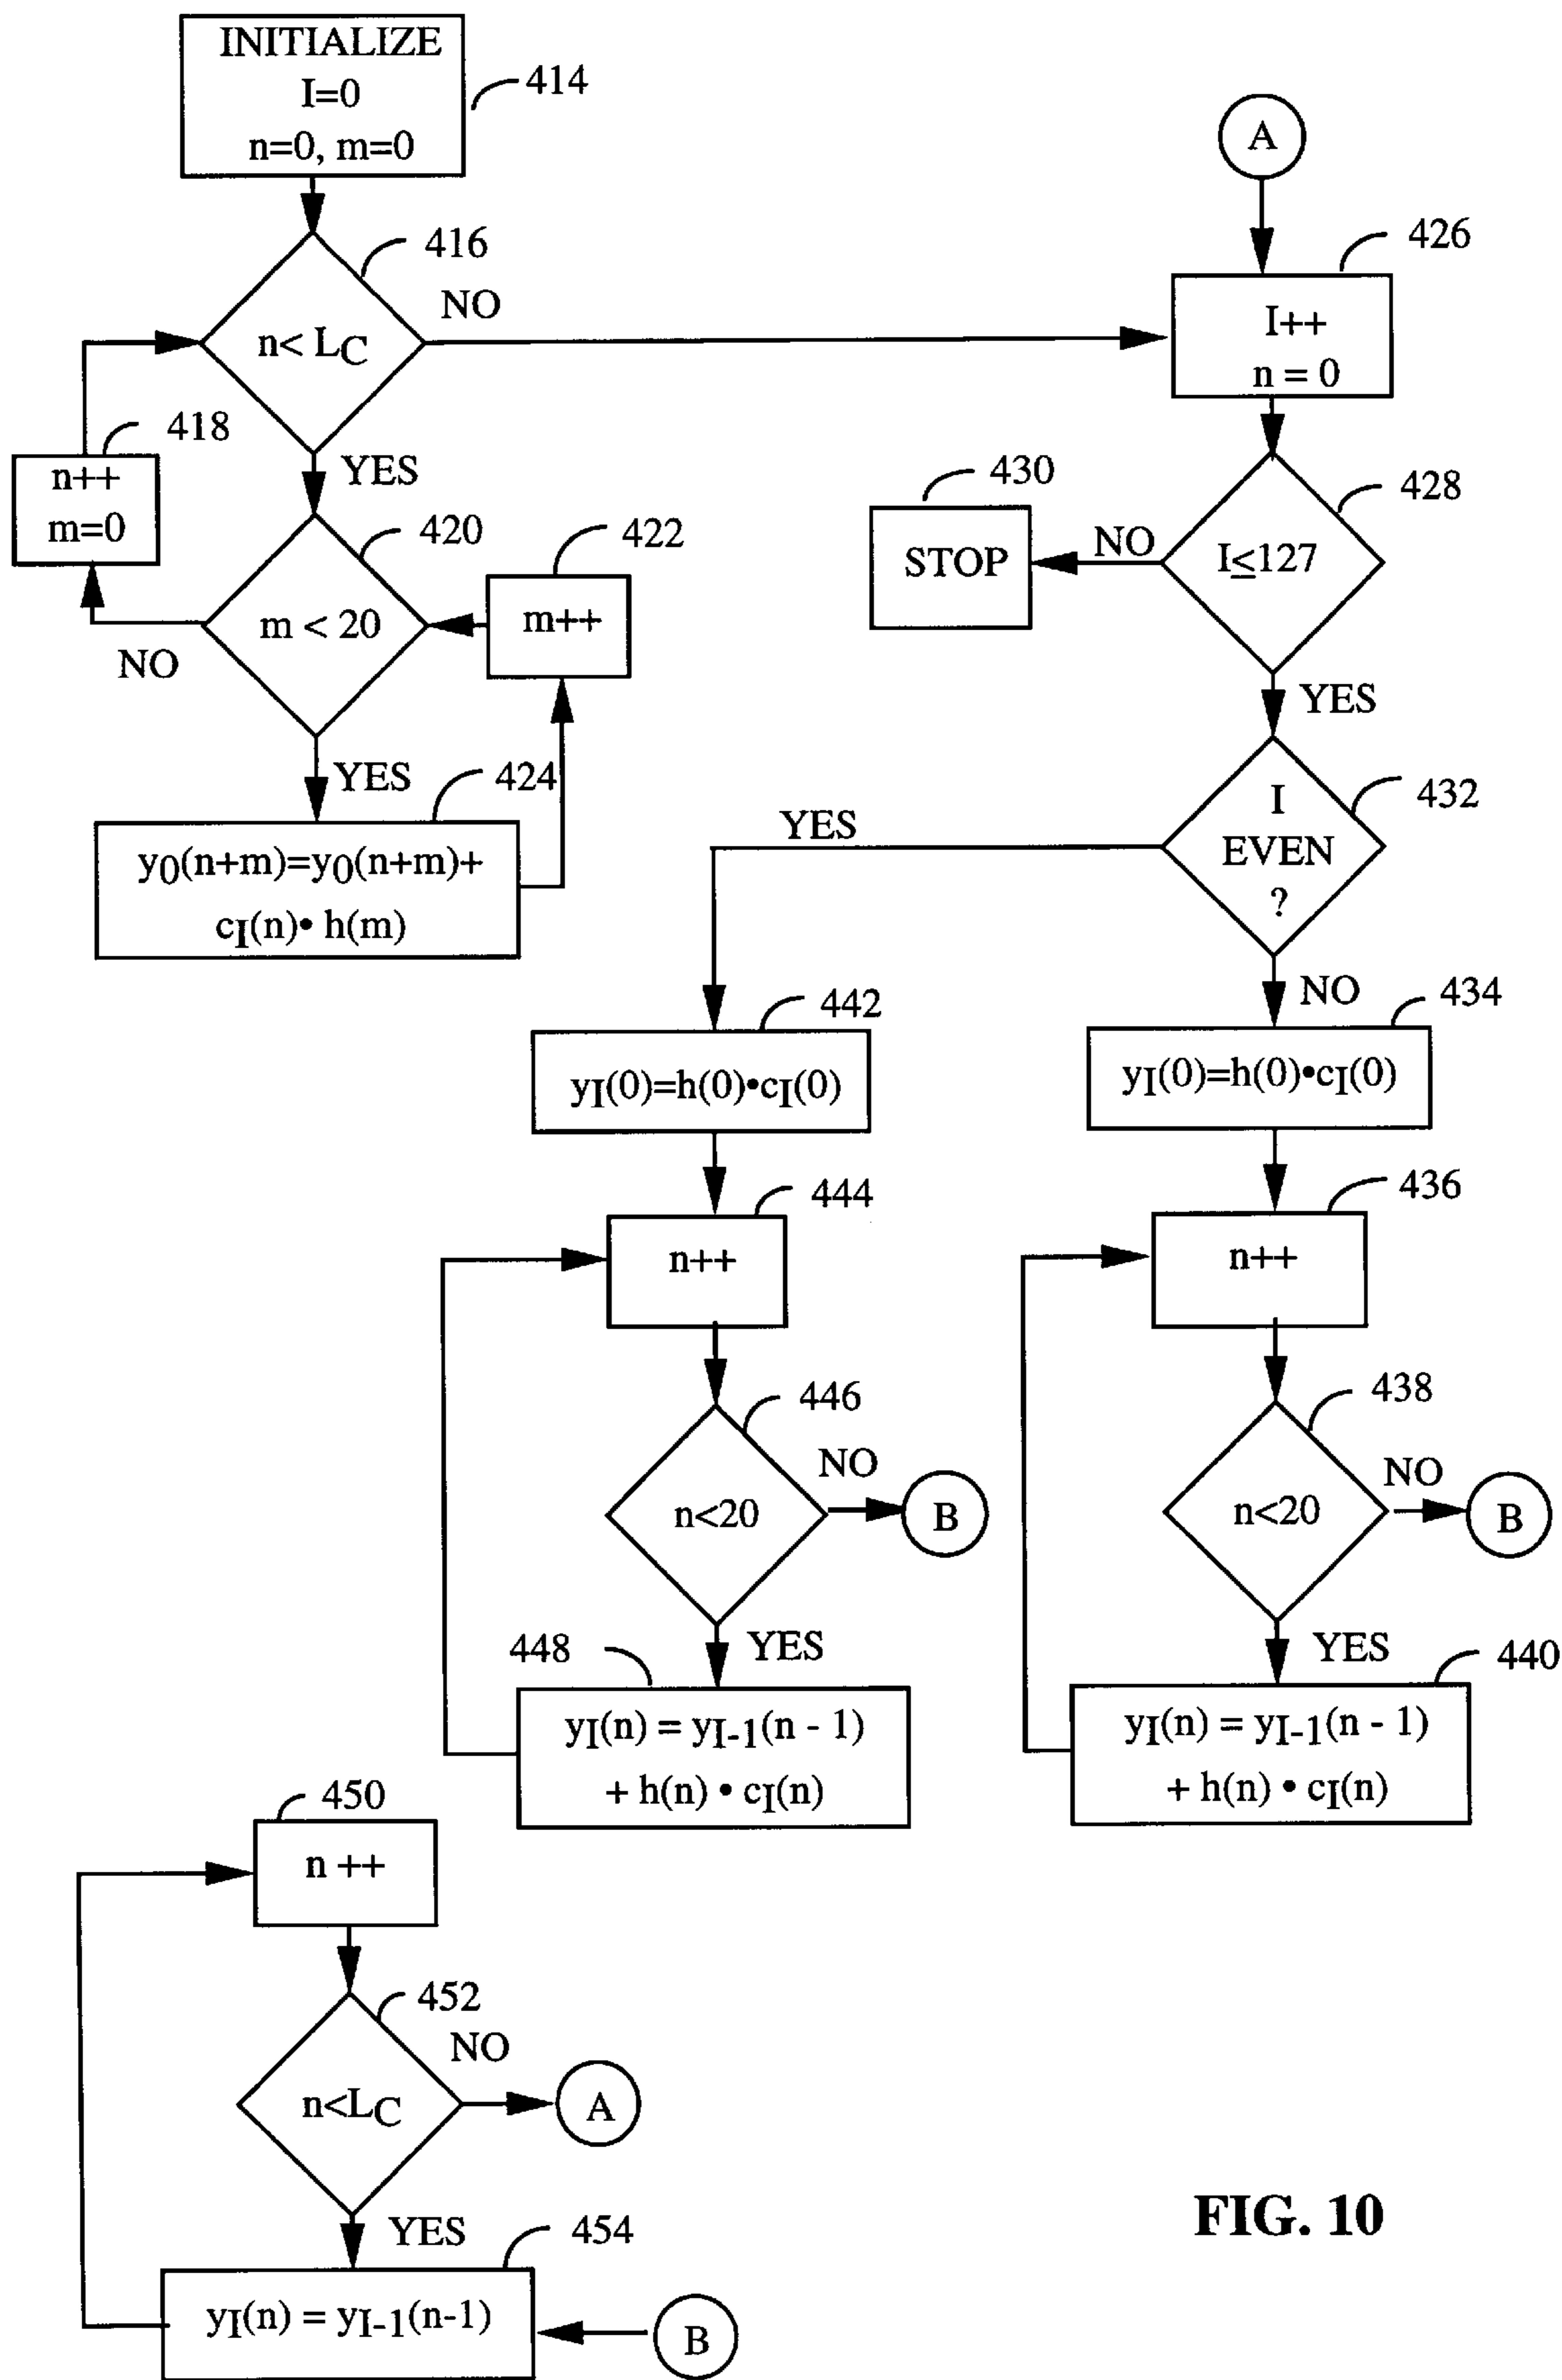 INITIALIZE
I=0
n=0, m=0
414
A
416
n< LC
NO
426
I++
n = 0
418
n++
m=0
YES
420
m < 20
NO
422
m++
430
STOP
NO
428
I≤127
YES
YES
424
y0(n+m)=y0(n+m)+
cI(n)• h(m)
432
I
EVEN
?
YES
NO
442
yI(0)=h(0)•cI(0)
434
yI(0)=h(0)•cI(0)
444
n++
436
n++
446
n<20
NO
B
438
n<20
NO
B
YES
448
yI(n) = yI-1(n - 1)
+ h(n) • cI(n)
YES
440
yI(n) = yI-1(n - 1)
+ h(n) • cI(n)
450
n ++
452
n<LC
NO
A
YES
454
yI(n) = yI-1(n-1)
B
FIG. 10